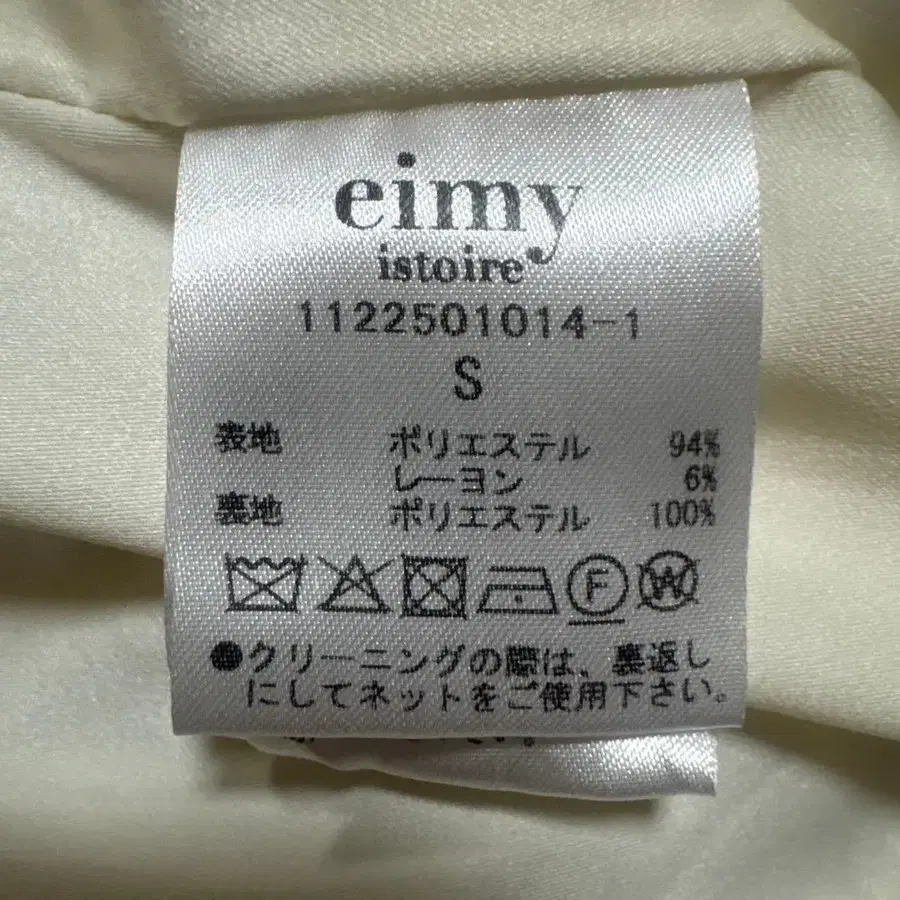 eimy
istoire
1122501014-1
S
表地 ポリエステル 94%
レーヨン 6%
裏地 ポリエステル 100%
F W
●クリーニングの際は、裏返し
にしてネットをご使用下さい。